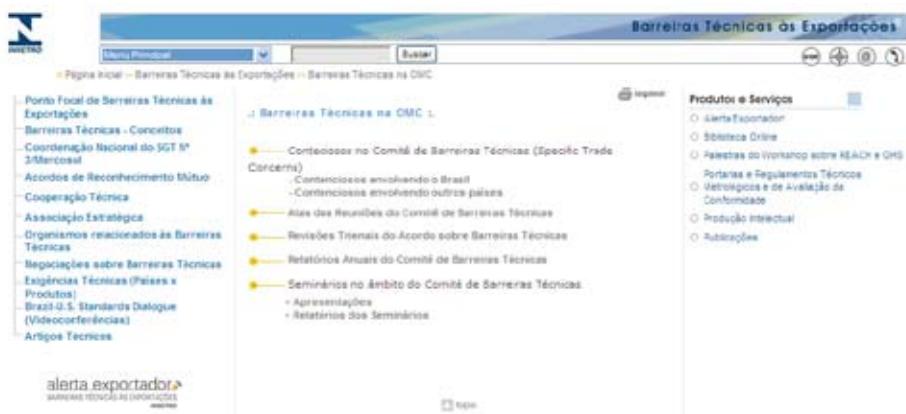 Barreiras Técnicas às Exportações
INMETRO
Menu Principal
Buscar
Página Inicial -- Barreiras Técnicas às Exportações -- Barreiras Técnicas na OMC
Ponto Focal de Barreiras Técnicas às
Exportações
Barreiras Técnicas - Conceitos
Coordenação Nacional do SGT Nº
3/Mercosul
Acordos de Reconhecimento Mútuo
Cooperação Técnica
Associação Estratégica
Organismos relacionados às Barreiras
Técnicas
Negociações sobre Barreiras Técnicas
Exigências Técnicas (Países x
Produtos)
Brazil-U.S. Standards Dialogue
(Videoconferências)
Artigos Técnicos
alerta exportador
BARREIRAS TÉCNICAS ÀS EXPORTAÇÕES
INMETRO
Imprimir
.: Barreiras Técnicas na OMC :.
Contenciosos no Comitê de Barreiras Técnicas (Specific Trade
Concerns)
- Contenciosos envolvendo o Brasil
- Contenciosos envolvendo outros países
Atas das Reuniões do Comitê de Barreiras Técnicas
Revisões Trienais do Acordo sobre Barreiras Técnicas
Relatórios Anuais do Comitê de Barreiras Técnicas
Seminários no âmbito do Comitê de Barreiras Técnicas
- Apresentações
- Relatórios dos Seminários
topo
Produtos e Serviços
Alerta Exportador!
Biblioteca Online
Palestras do Workshop sobre REACH e GHS
Portarias e Regulamentos Técnicos
Metrológicos e de Avaliação da
Conformidade
Produção Intelectual
Publicações